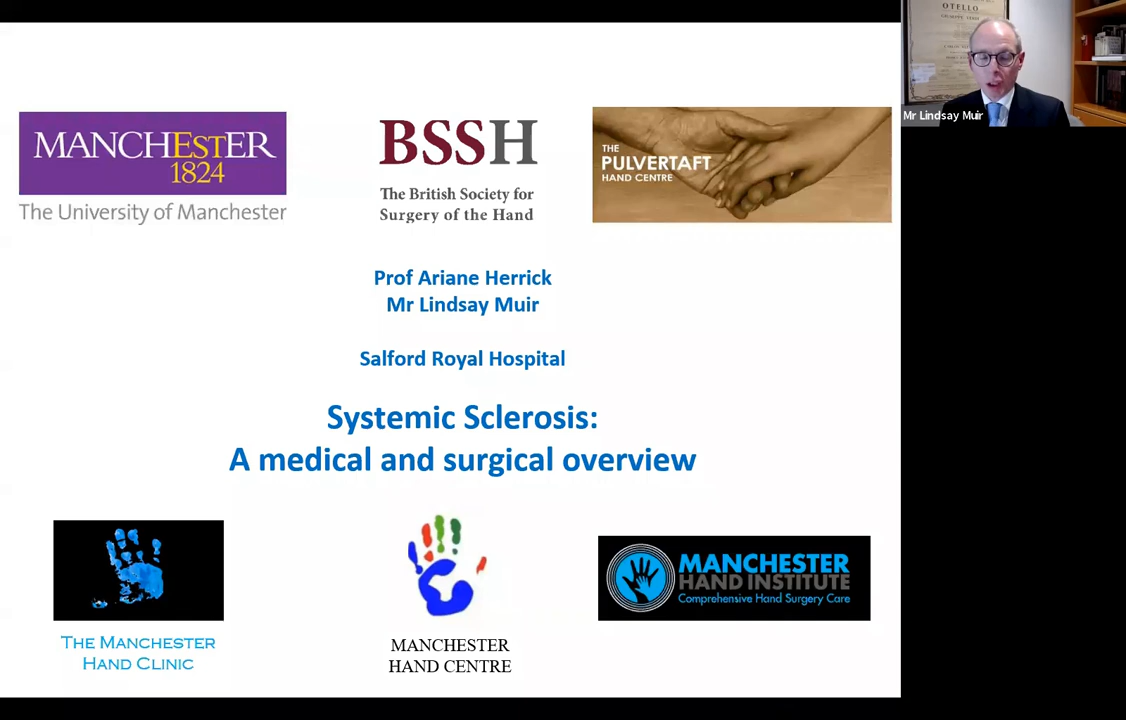 MANCHESTER
1824
The University of Manchester
BSSH
The British Society for
Surgery of the Hand
THE
PULVERTAFT
HAND CENTRE
OTELLO
Mr Lindsay Muir
Prof Ariane Herrick
Mr Lindsay Muir
Salford Royal Hospital
Systemic Sclerosis:
A medical and surgical overview
THE MANCHESTER
HAND CLINIC
MANCHESTER
HAND CENTRE
MANCHESTER
HAND INSTITUTE
Comprehensive Hand Surgery Care